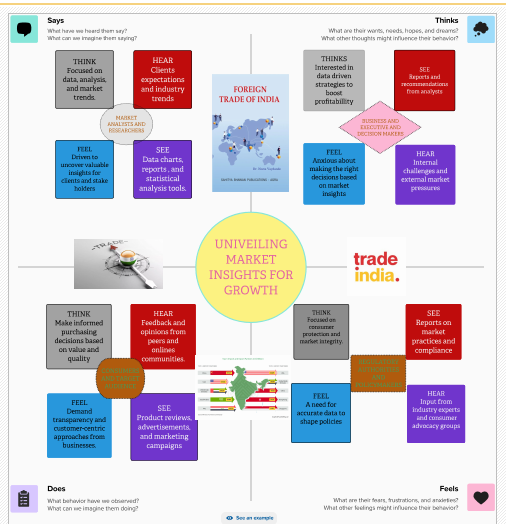 Says
What have we heard them say?
What can we imagine them saying?
Thinks
What are their wants, needs, hopes, and dreams?
What other thoughts might influence their behavior?
THINK
Focused on
data, analysis,
and market
trends.
HEAR
Clients
expectations
and industry
trends
MARKET
ANALYSTS AND
RESEARCHERS
FEEL
Driven to
uncover valuable
insights for
clients and stake
holders
SEE
Data charts,
reports, and
statistical
analysis tools.
FOREIGN
TRADE OF INDIA
THINKS
Interested in
data driven
strategies to
boost
profitability
SEE
Reports and
recommendations
from analysts
BUSINESS AND
EXECUTIVE AND
DECISION MAKERS
FEEL
Anxious about
making the right
decisions based
on market
insights
HEAR
Internal
challenges and
external market
pressures
TRADE
UNIVEILING
MARKET
INSIGHTS FOR
GROWTH
trade
india.
THINK
Make informed
purchasing
decisions based
on value and
quality
HEAR
Feedback and
opinions from
peers and
onlines
communities.
FEEL
Demand
transparency and
customer-centric
approaches from
businesses.
SEE
Product reviews,
advertisements,
and marketing
campaigns
THINK
Focused on
consumer
protection and
market integrity.
SEE
Reports on
market
practices and
compliance
FEEL
A need for
accurate data to
shape policies
HEAR
Input from
industry experts
and consumer
advocacy groups
Does
What behavior have we observed?
What can we imagine them doing?
Feels
What are their fears, frustrations, and anxieties?
What other feelings might influence their behavior?
See an example